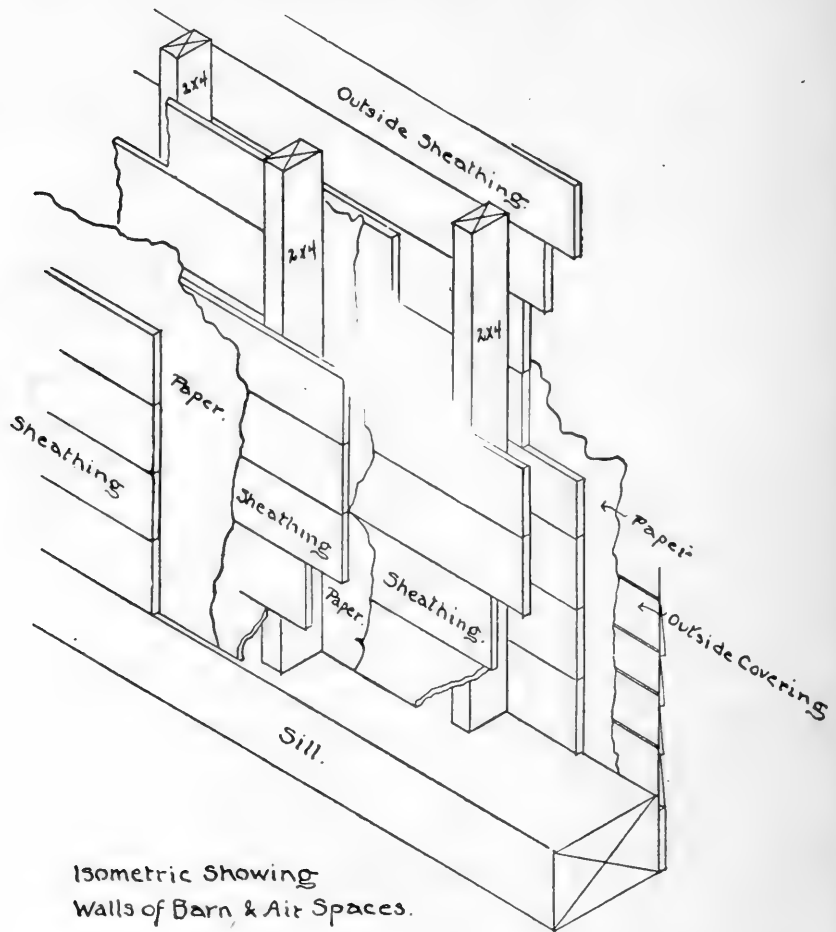 2X4
Outside Sheathing.
2X4
2X4
Paper.
Sheathing
Sheathing
Paper.
Sheathing.
Paper
Outside Covering
Sill.
Isometric Showing
Walls of Barn & Air Spaces.